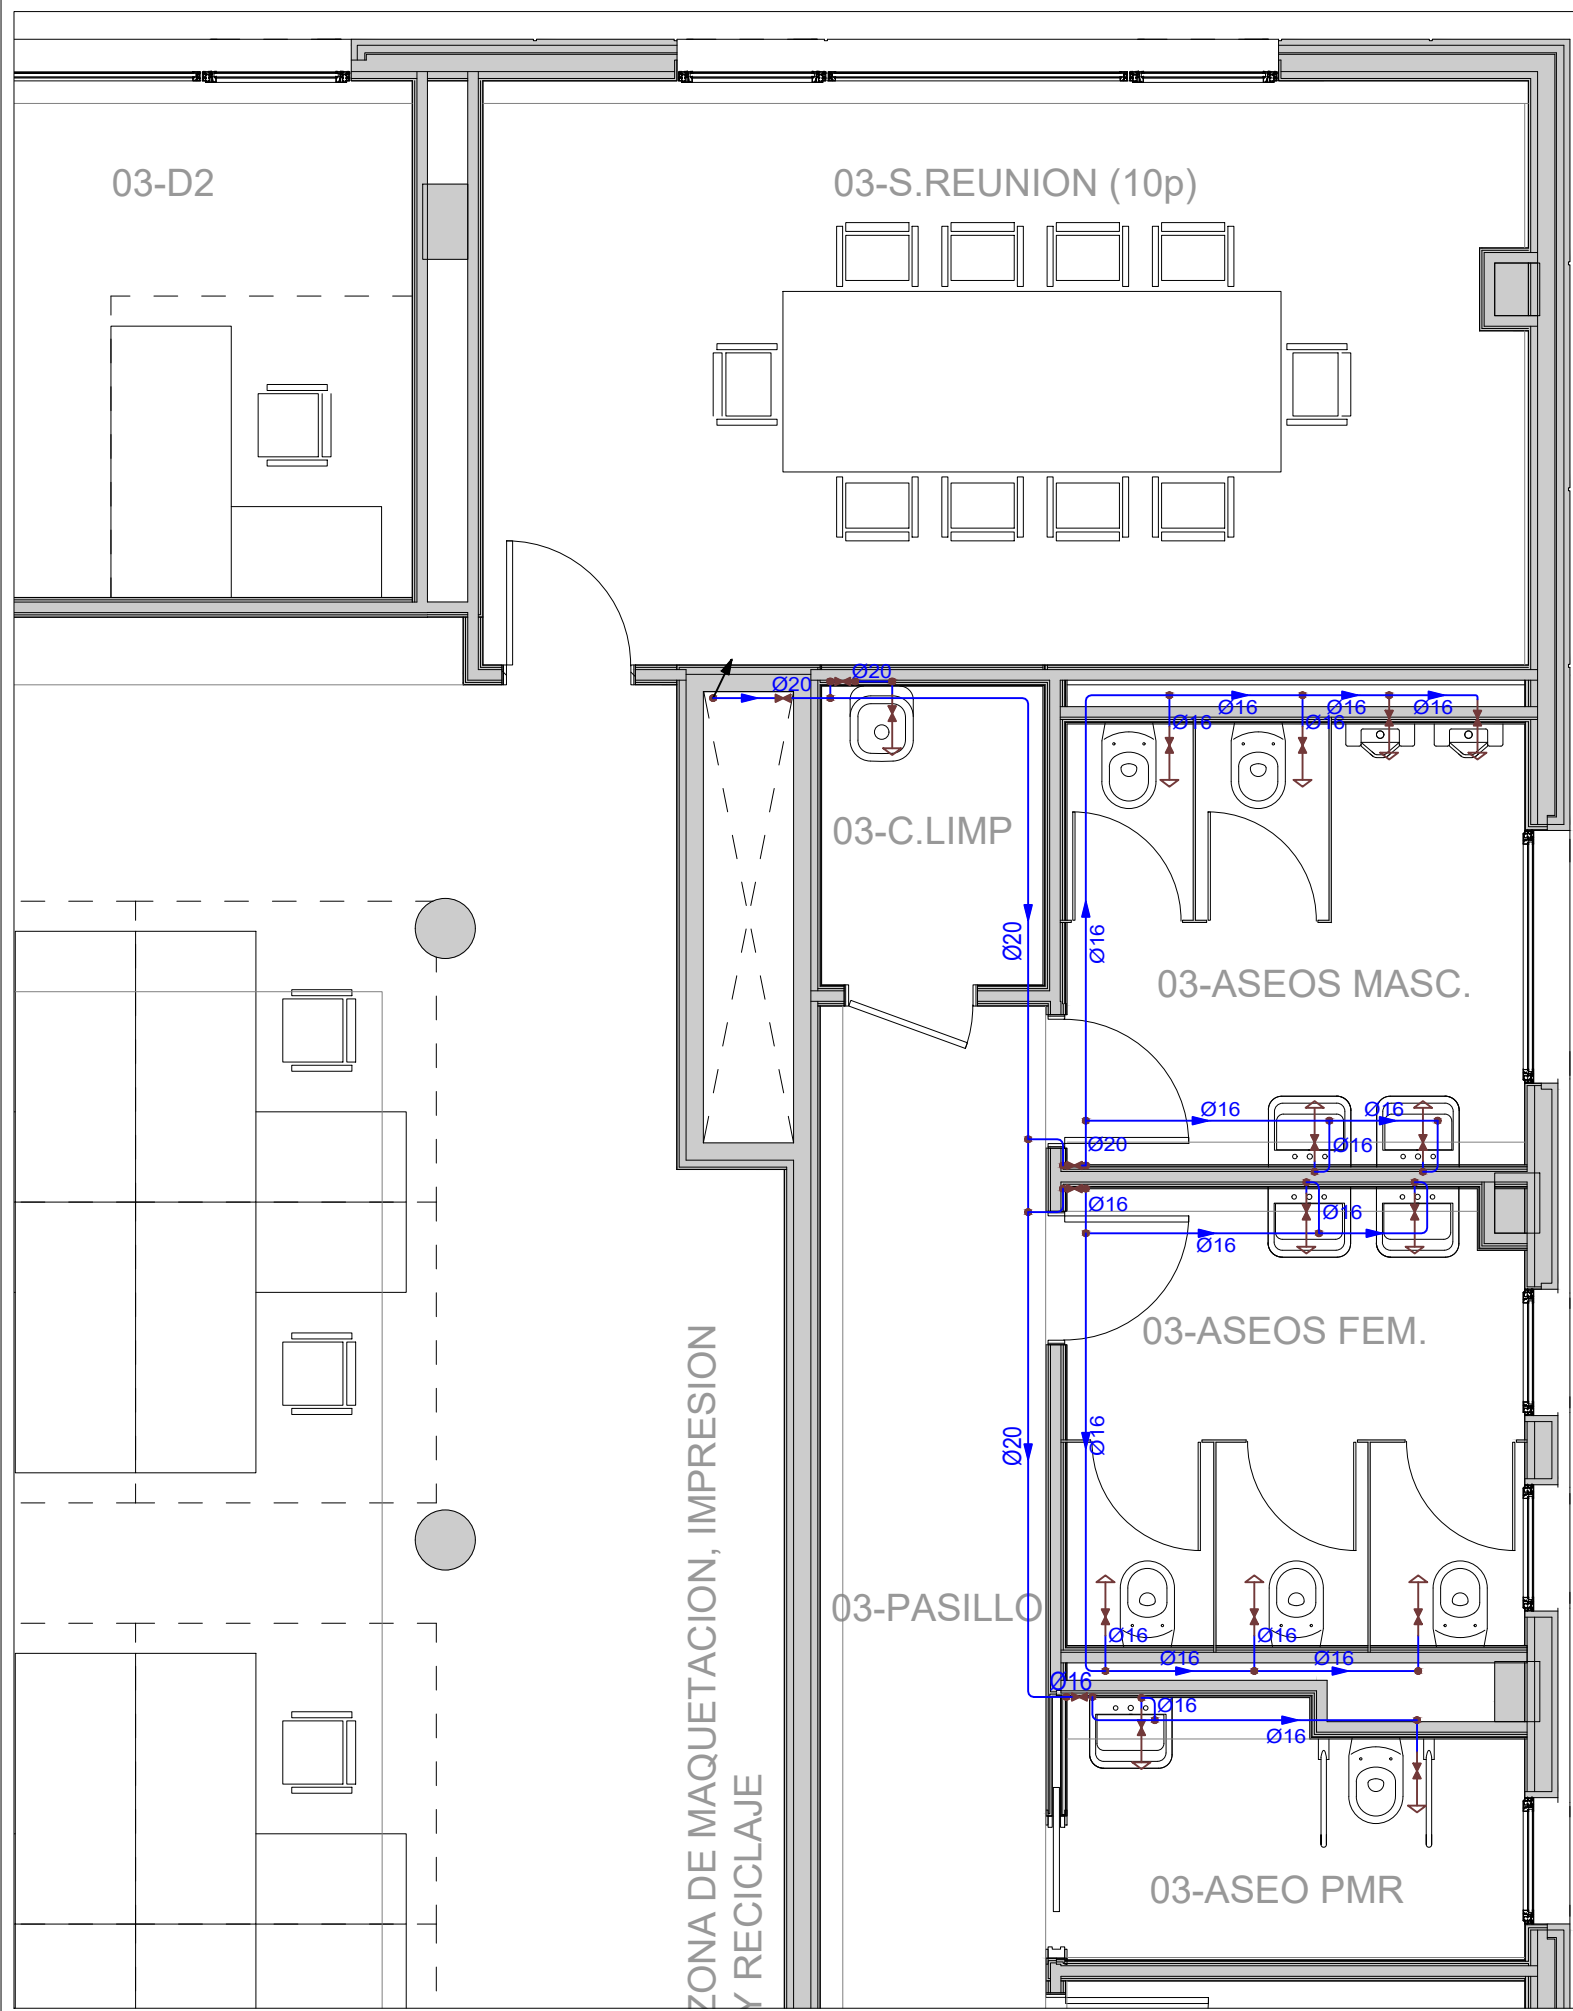 03-D2
03-S.REUNION (10p)
Ø20
Ø20
Ø16
Ø16
Ø16
Ø16
Ø16
03-C.LIMP
Ø20
Ø16
03-ASEOS MASC.
Ø16
Ø16
Ø20
Ø16
Ø16
Ø16
Ø16
03-ASEOS FEM.
Ø20
Ø16
ZONA DE MAQUETACION, IMPRESION
Y RECICLAJE
03-PASILLO
Ø16
Ø16
Ø16
Ø16
Ø16
Ø16
Ø16
03-ASEO PMR